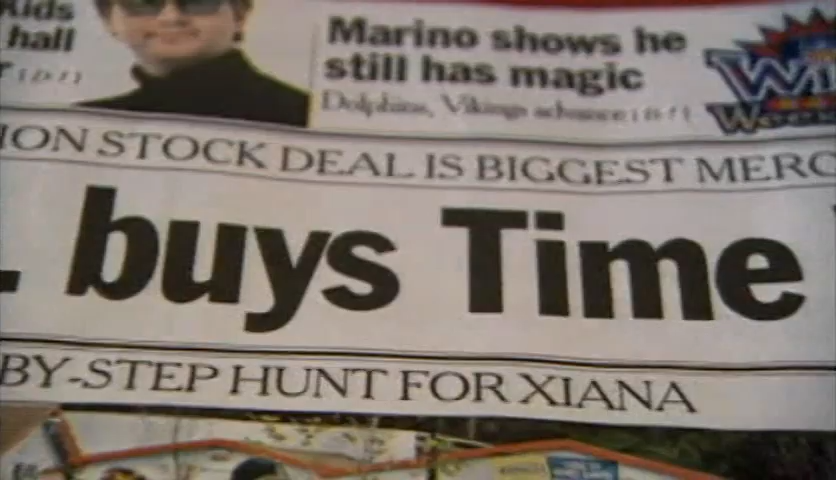 Kids
hall
Marino shows he
still has magic
Dolphins, Vikings advance
ION STOCK DEAL IS BIGGEST MERG
buys Time
BY-STEP HUNT FOR XIANA